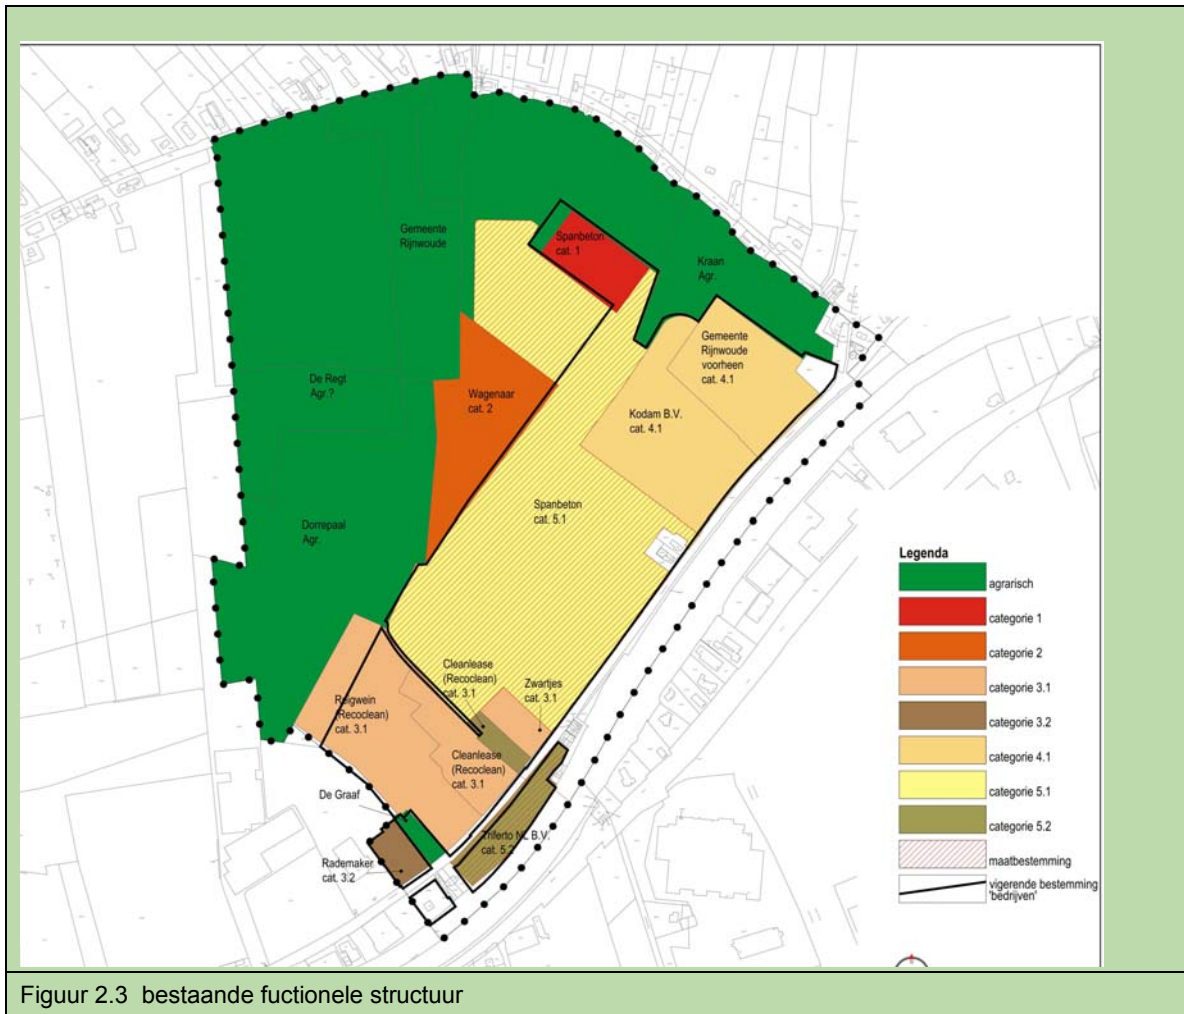 Gemeente
Rijnwoude
Spanbeton
cat. 1
Kraan
Agr.
Gemeente
Rijnwoude
voorheen
cat. 4.1
De Regt
Agr.?
Wagenaar
cat. 2
Kodam B.V.
cat. 4.1
Spanbeton
cat. 5.1
Dorrepaal
Agr.
Cleanlease
(Recoclean)
cat. 3.1
Zwartjes
cat. 3.1
Reigwein
(Recoclean)
cat. 3.1
Cleanlease
(Recoclean)
cat. 3.1
De Graaf
Triferto NL B.V.
cat. 5.2
Rademaker
cat. 3.2
Legenda
agrarisch
categorie 1
categorie 2
categorie 3.1
categorie 3.2
categorie 4.1
categorie 5.1
categorie 5.2
maatbestemming
vigerende bestemming
'bedrijven'
Figuur 2.3 bestaande fuctionele structuur